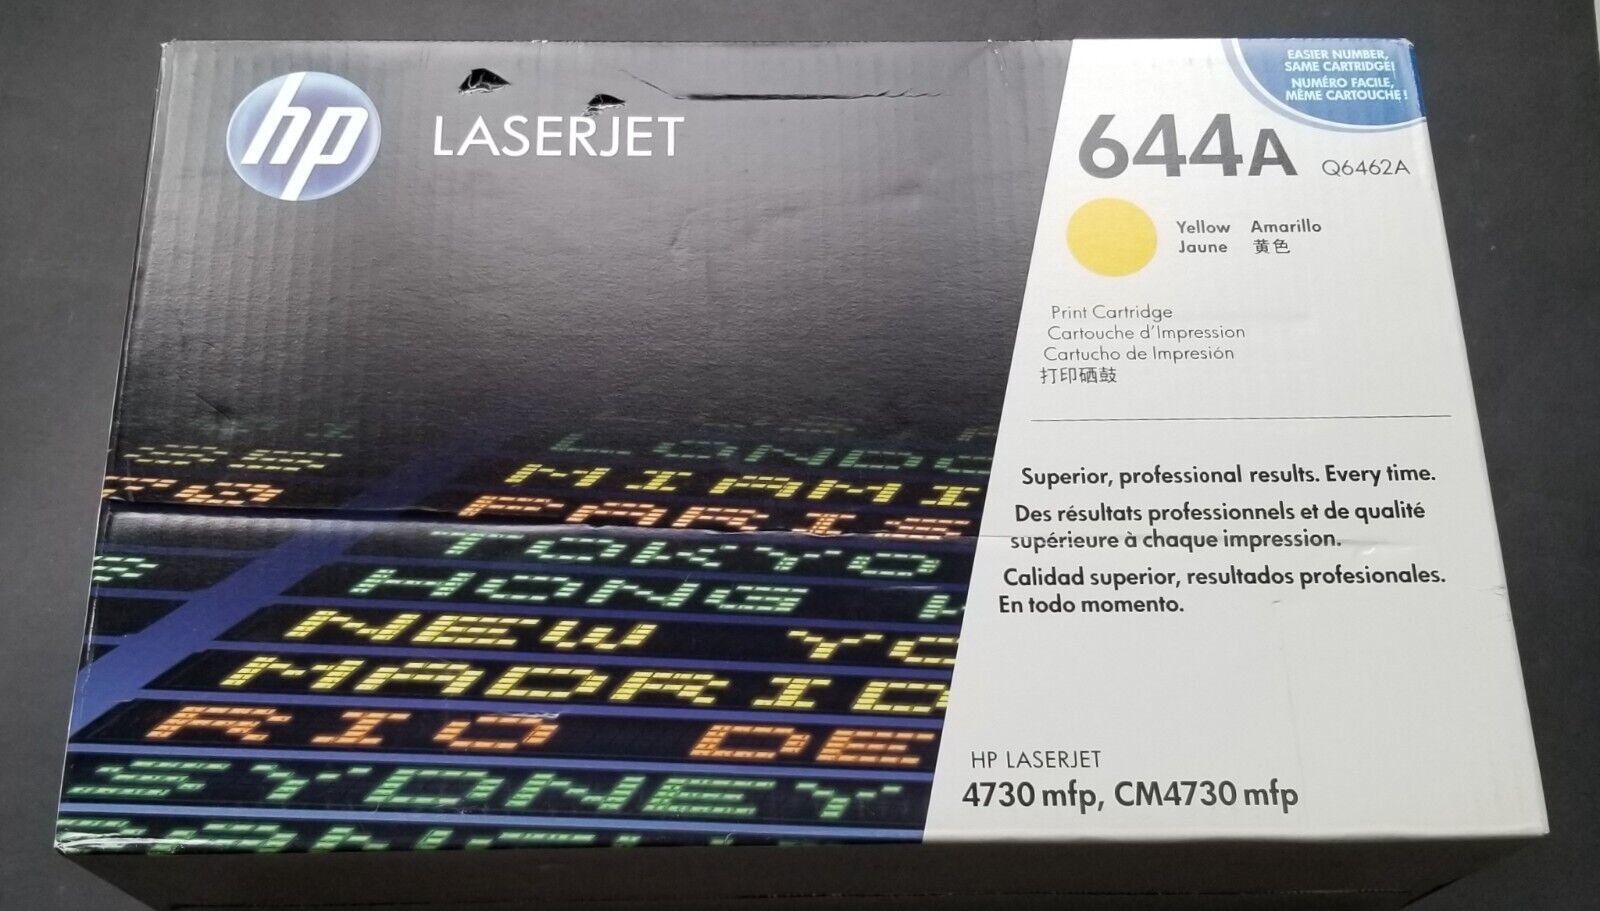 hp
LASERJET
EASIER NUMBER,
SAME CARTRIDGE!
NUMÉRO FACILE,
MÊME CARTOUCHE!
644A Q6462A
Yellow Amarillo
Jaune 黄色
Print Cartridge
Cartouche d'Impression
Cartucho de Impresión
打印硒鼓
Superior, professional results. Every time.
Des résultats professionnels et de qualité
supérieure à chaque impression.
Calidad superior, resultados profesionales.
En todo momento.
HP LASERJET
4730 mfp, CM4730 mfp
LONDO
MIAMI
PARIS
TOKYO
HONG K
NEW YO
MADRID
RIO DE
SYDNEY